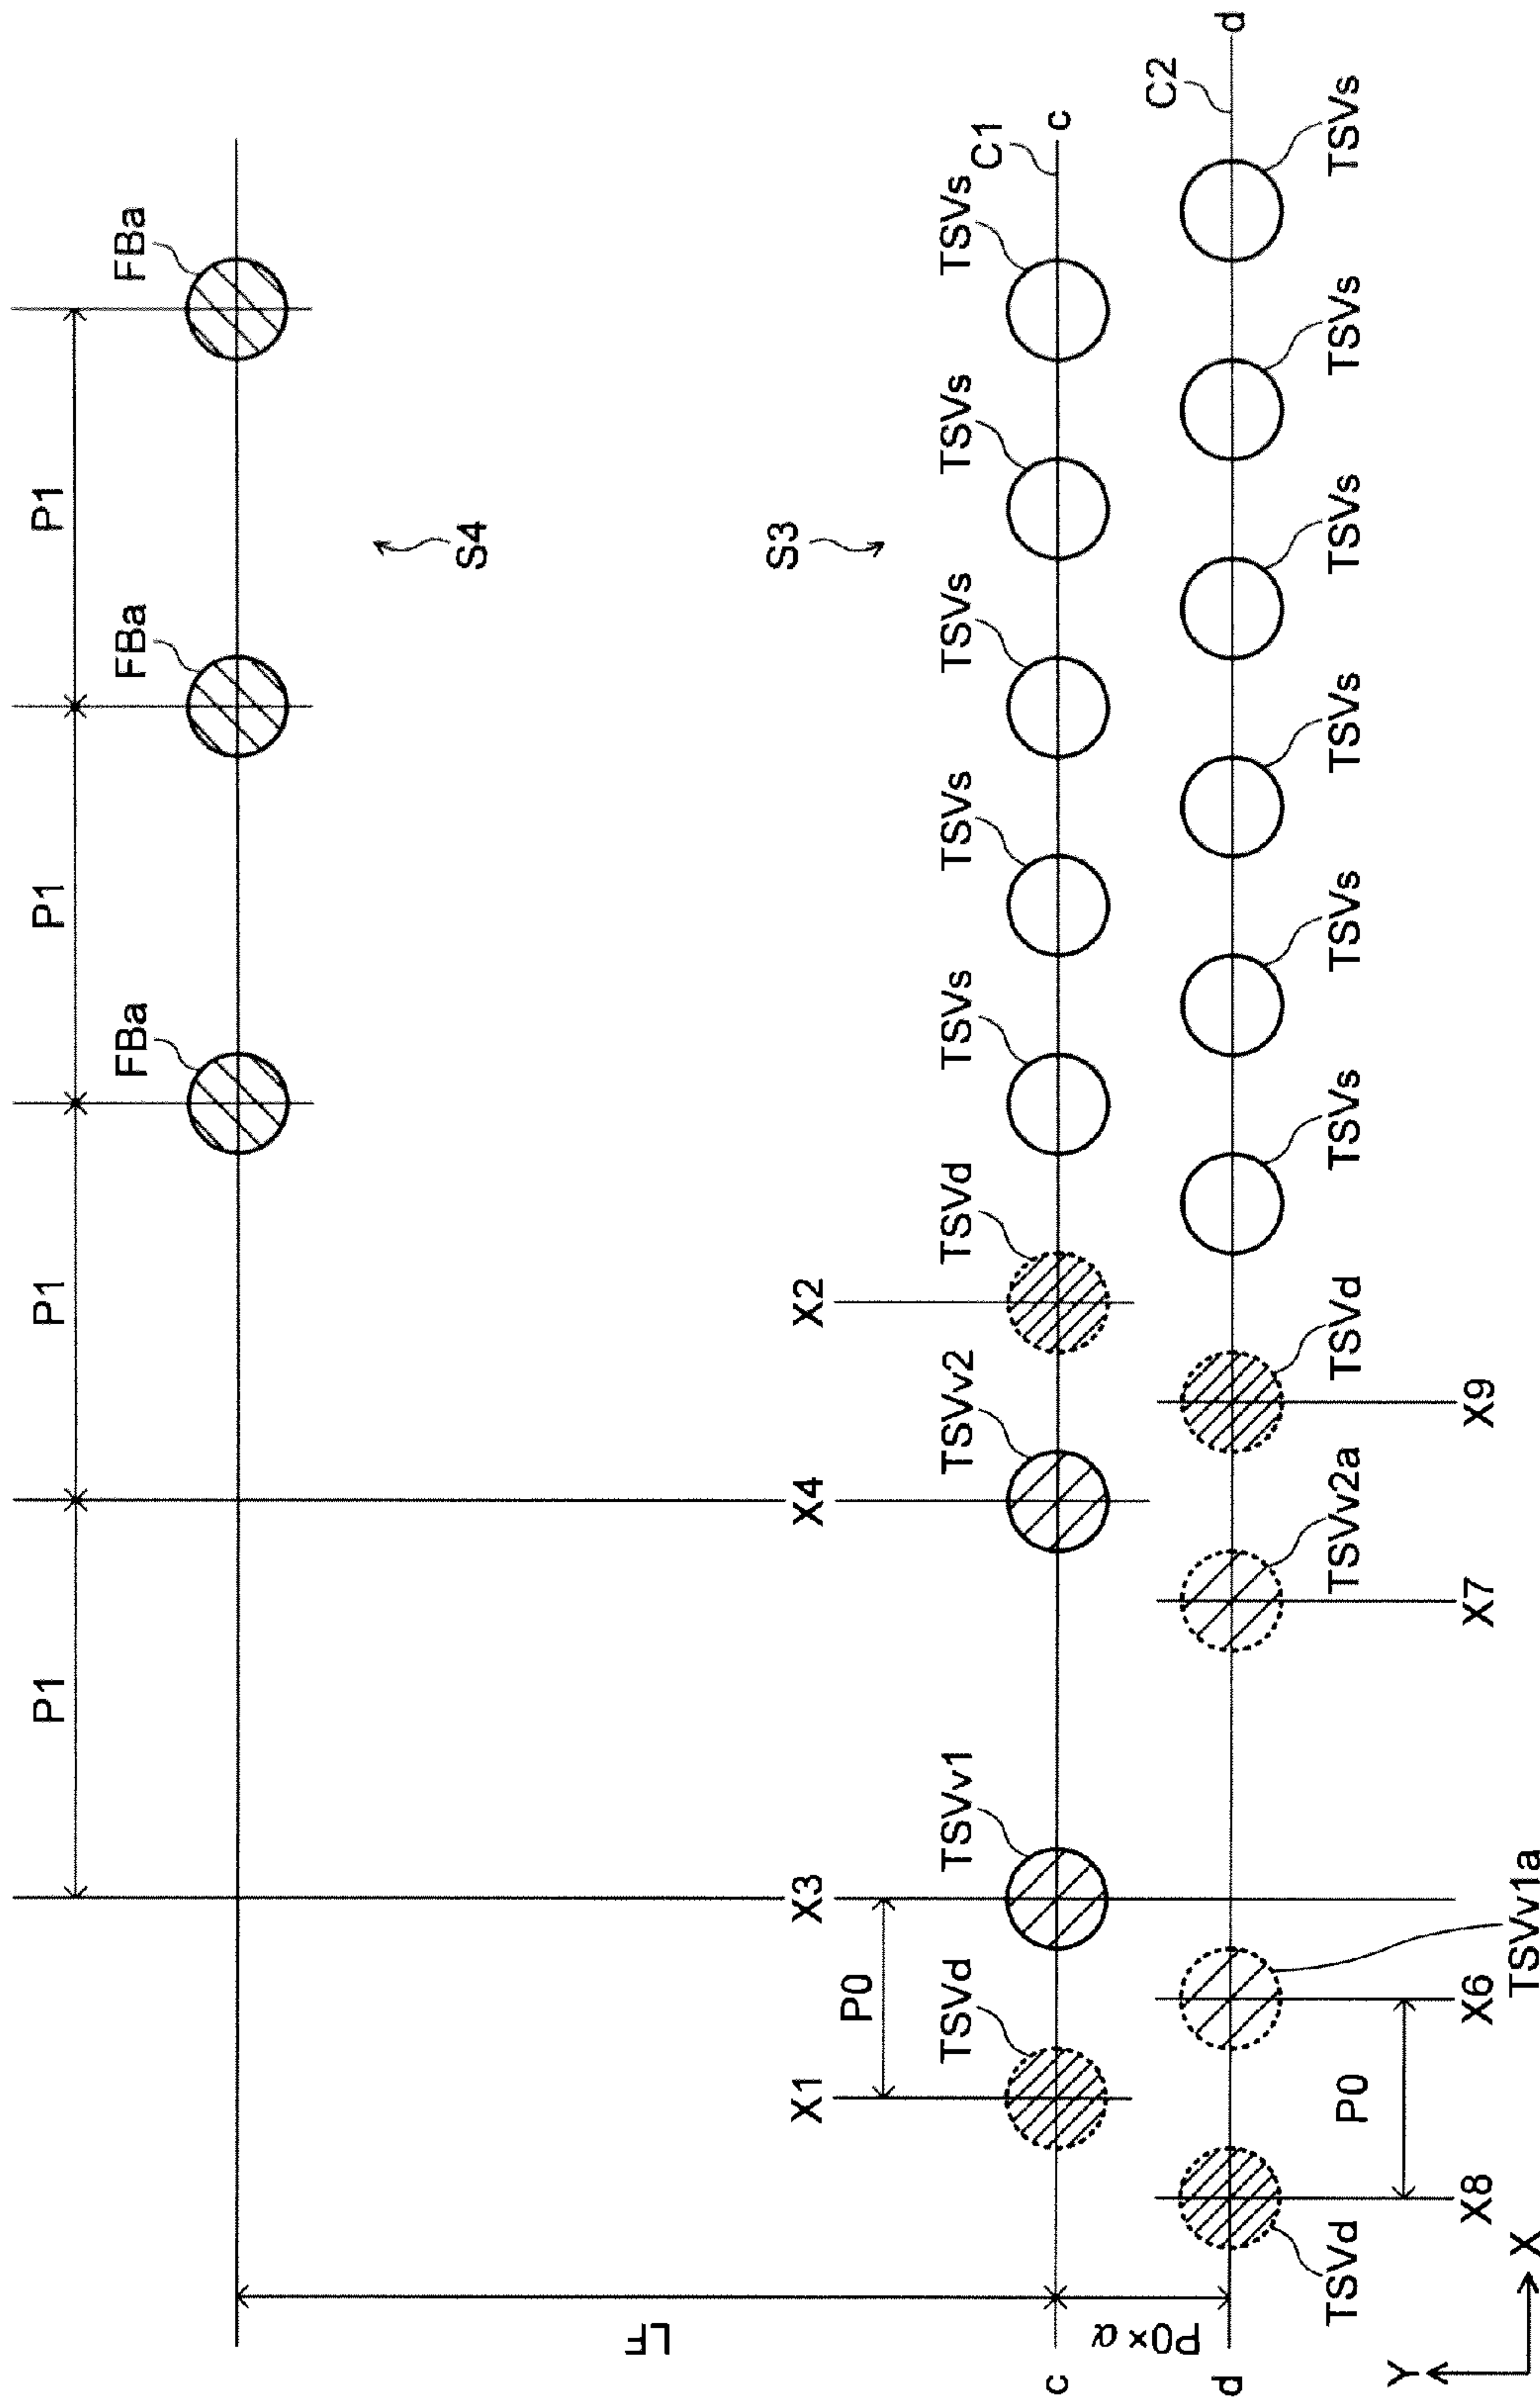 P1
P1
P1
P1
FBa
FBa
FBa
S4
S3
LF
P0×α
X1
X3
X4
X2
P0
TSVd
TSVv1
TSVv2
TSVd
TSVs
TSVs
TSVs
TSVs
TSVs
C1
c
c
C2
d
d
TSVd
TSVv1a
TSVv2a
TSVd
TSVs
TSVs
TSVs
TSVs
TSVs
TSVs
P0
X8
X6
X7
X9
Y
X